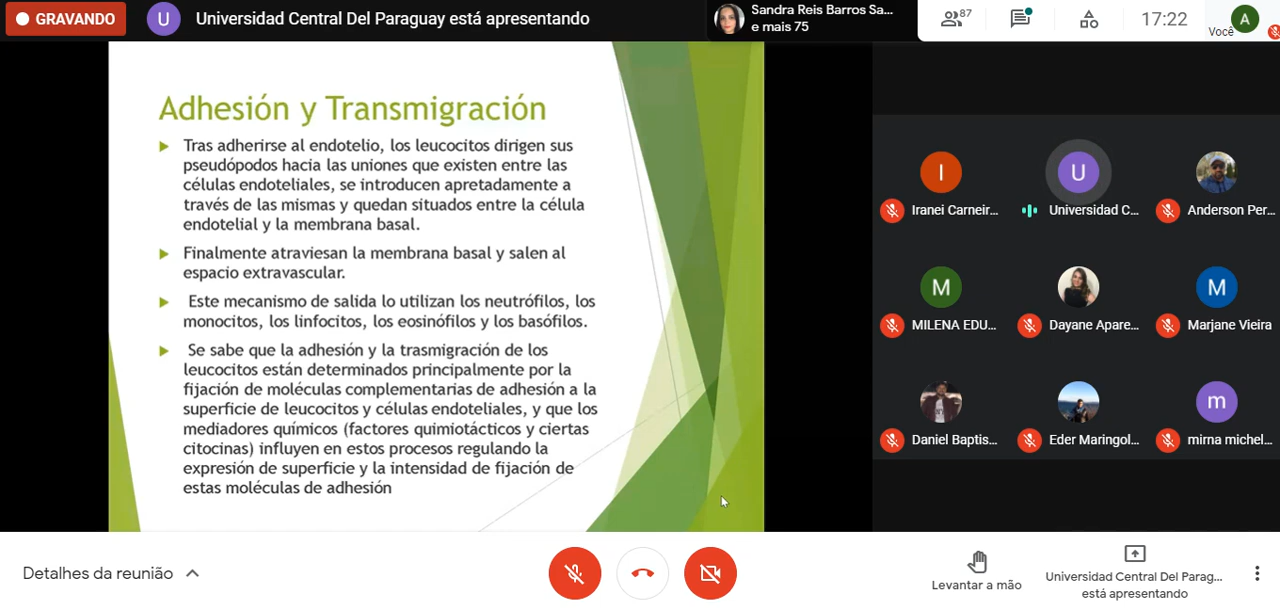 GRAVANDO
U
Universidad Central Del Paraguay está apresentando
Sandra Reis Barros Sa...
e mais 75
87
17:22
Você
A
Adhesión y Transmigración
Tras adherirse al endotelio, los leucocitos dirigen sus
pseudópodos hacia las uniones que existen entre las
células endoteliales, se introducen apretadamente a
través de las mismas y quedan situados entre la célula
endotelial y la membrana basal.
Finalmente atraviesan la membrana basal y salen al
espacio extravascular.
Este mecanismo de salida lo utilizan los neutrófilos, los
monocitos, los linfocitos, los eosinófilos y los basófilos.
Se sabe que la adhesión y la trasmigración de los
leucocitos están determinados principalmente por la
fijación de moléculas complementarias de adhesión a la
superficie de leucocitos y células endoteliales, y que los
mediadores químicos (factores quimiotácticos y ciertas
citocinas) influyen en estos procesos regulando la
expresión de superficie y la intensidad de fijación de
estas moléculas de adhesión
I
U
Iranei Carneir...
Universidad C...
Anderson Per...
M
M
MILENA EDU...
Dayane Apare...
Marjane Vieira
m
Daniel Baptis...
Eder Maringol...
mirna michel...
Detalhes da reunião
Levantar a mão
Universidad Central Del Parag...
está apresentando